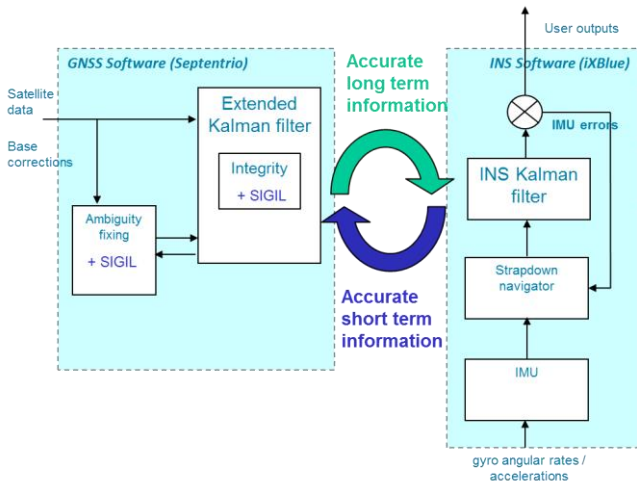 GNSS Software (Septentrio)
Satellite
data
Base
corrections
Extended
Kalman filter
Integrity
+ SIGIL
Ambiguity
fixing
+ SIGIL
Accurate
long term
information
Accurate
short term
information
User outputs
INS Software (iXBlue)
IMU errors
INS Kalman
filter
Strapdown
navigator
IMU
gyro angular rates /
accelerations